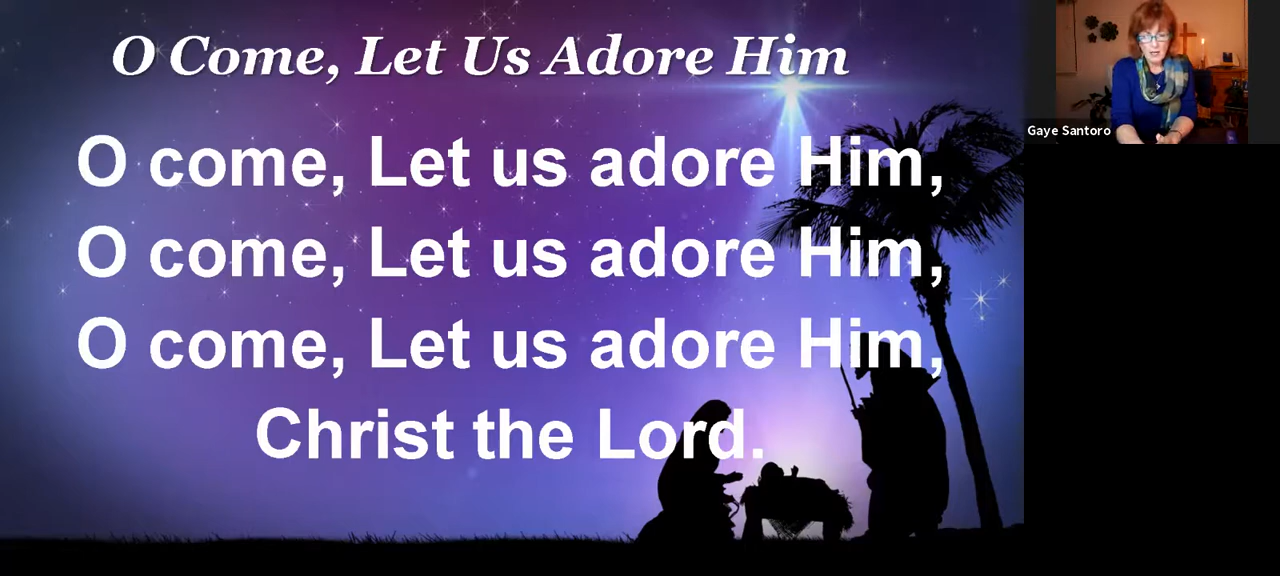 O Come, Let Us Adore Him
O come, Let us adore Him,
O come, Let us adore Him,
O come, Let us adore Him,
Christ the Lord.
Gaye Santoro